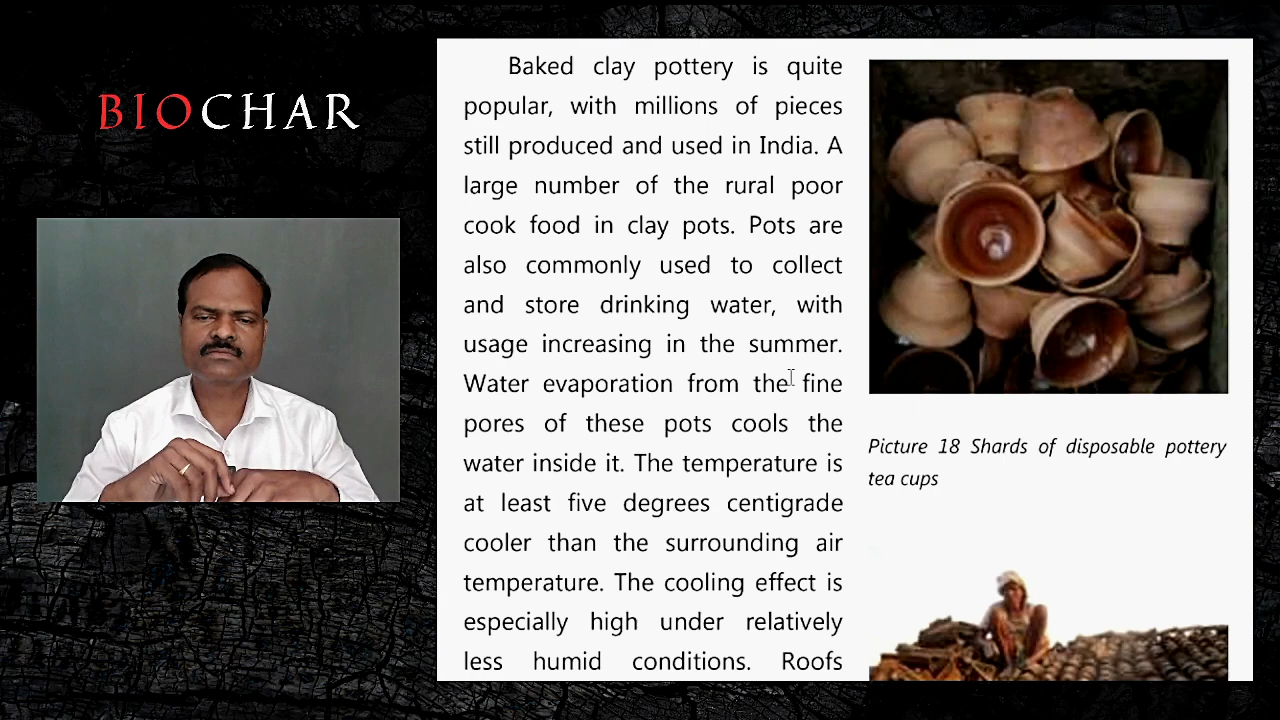 BIOCHAR
Baked clay pottery is quite
popular, with millions of pieces
still produced and used in India. A
large number of the rural poor
cook food in clay pots. Pots are
also commonly used to collect
and store drinking water, with
usage increasing in the summer.
Water evaporation from the fine
pores of these pots cools the
water inside it. The temperature is
at least five degrees centigrade
cooler than the surrounding air
temperature. The cooling effect is
especially high under relatively
less humid conditions. Roofs
Picture 18 Shards of disposable pottery
tea cups